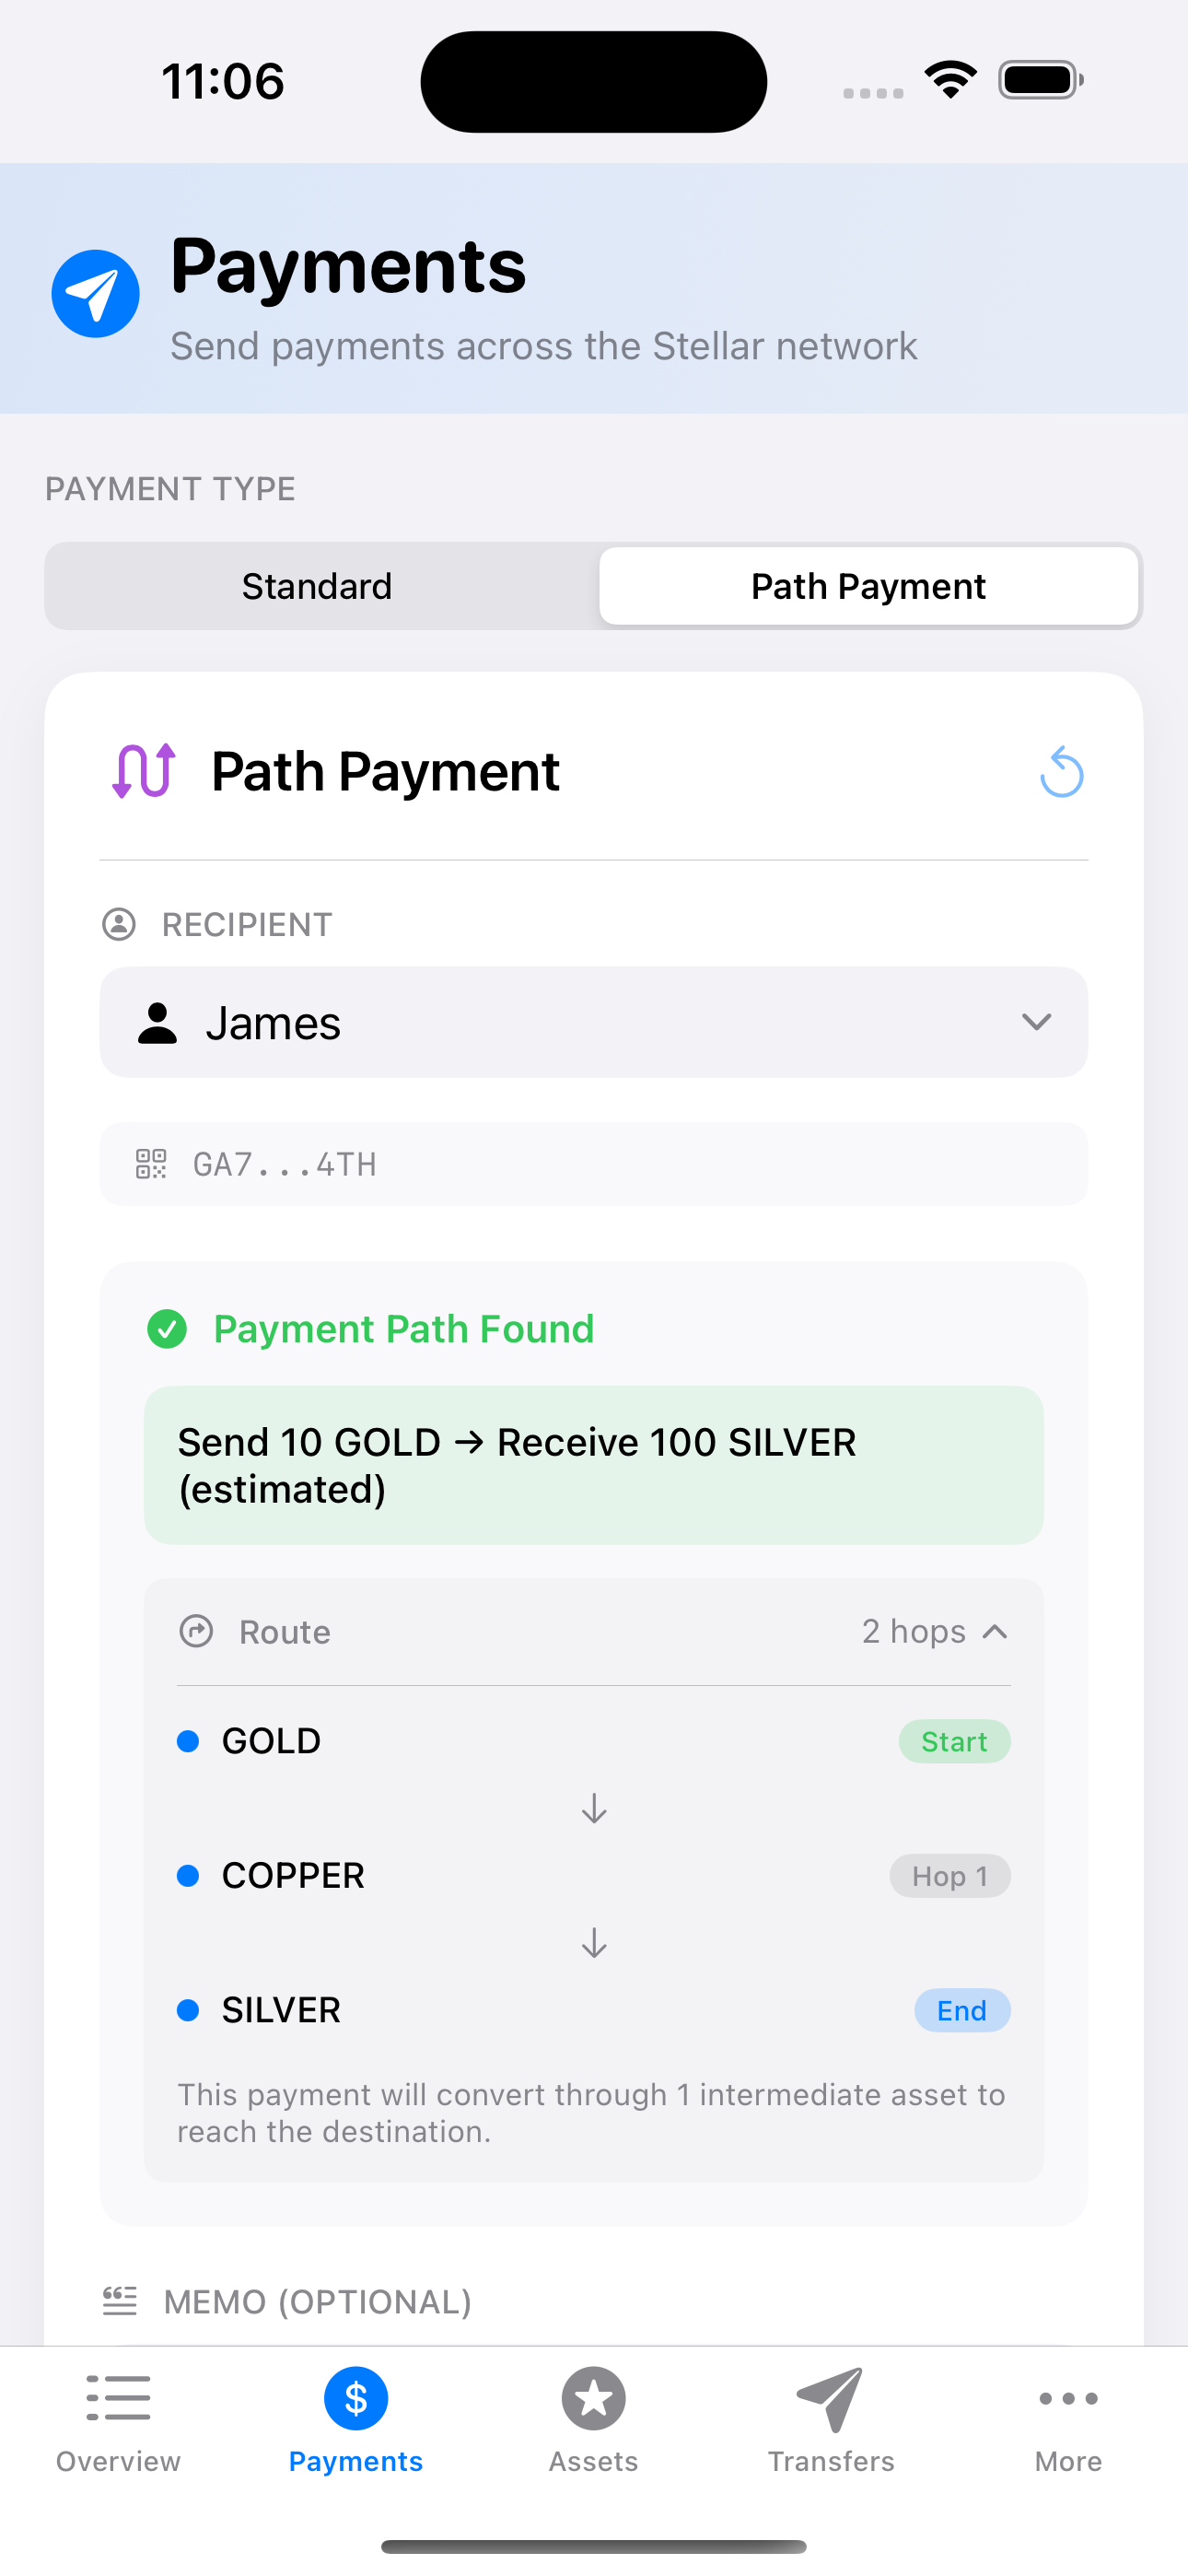 11:06
Payments
Send payments across the Stellar network
PAYMENT TYPE
Standard
Path Payment
Path Payment
RECIPIENT
James
GA7...4TH
Payment Path Found
Send 10 GOLD → Receive 100 SILVER
(estimated)
Route
2 hops
GOLD
Start
COPPER
Hop 1
SILVER
End
This payment will convert through 1 intermediate asset to
reach the destination.
MEMO (OPTIONAL)
Overview
Payments
Assets
Transfers
More